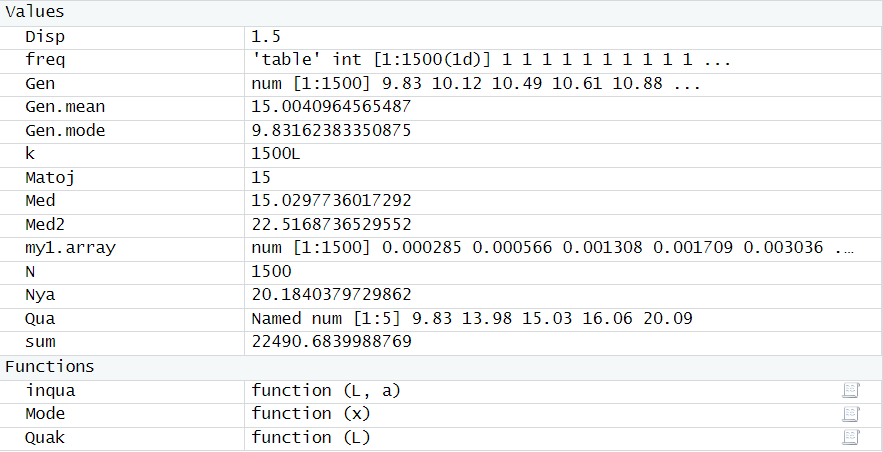 Values
Disp 1.5
freq 'table' int [1:1500(1d)] 1 1 1 1 1 1 1 1 1 1 ...
Gen num [1:1500] 9.83 10.12 10.49 10.61 10.88 ...
Gen.mean 15.0040964565487
Gen.mode 9.83162383350875
k 1500L
Matoj 15
Med 15.0297736017292
Med2 22.5168736529552
my1.array num [1:1500] 0.000285 0.000566 0.001308 0.001709 0.003036 ...
N 1500
Nya 20.1840379729862
Qua Named num [1:5] 9.83 13.98 15.03 16.06 20.09
sum 22490.6839988769
Functions
inqua function (L, a)
Mode function (x)
Quak function (L)